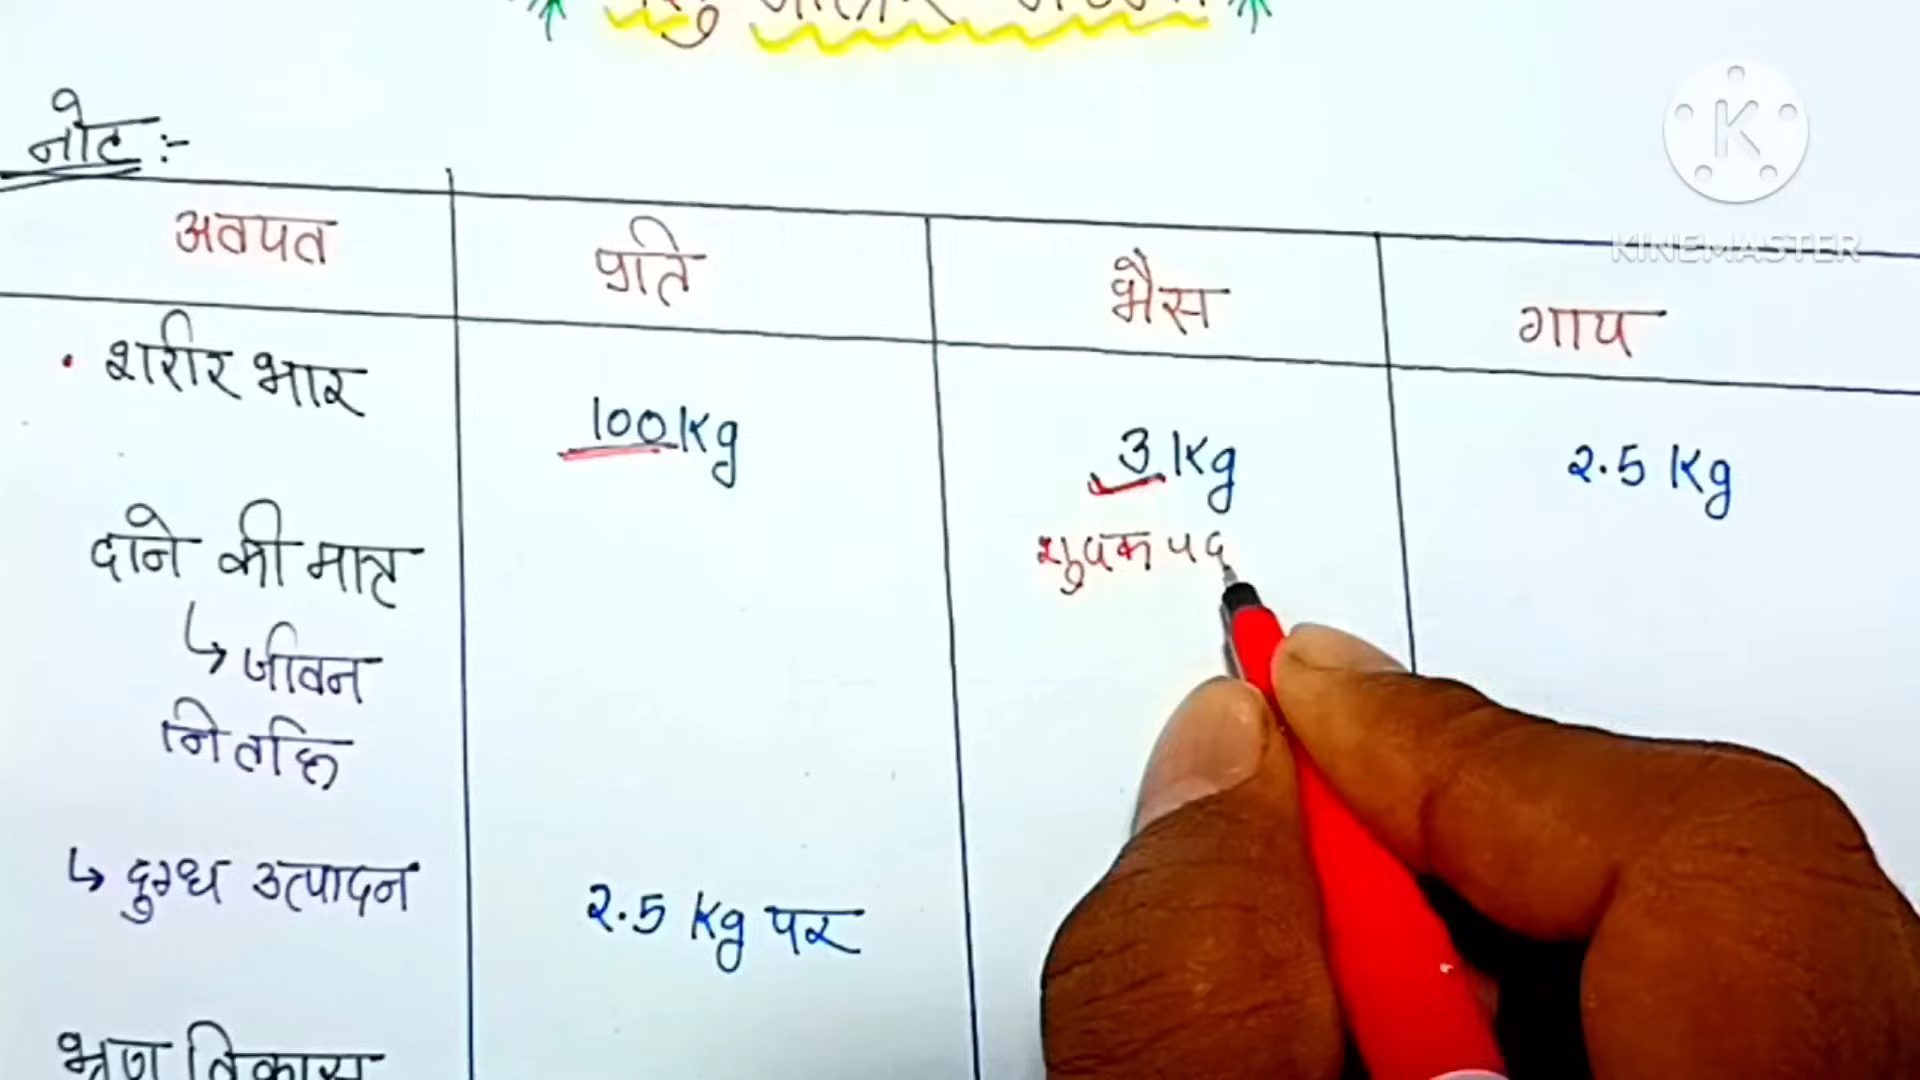 नोट :-
अवयव प्रति भैस गाय
• शरीर भार 100 Kg 3 Kg 2.5 Kg
शुष्क पद
दाने की मात्र
↳ जीवन
निर्वाह
↳ दुग्ध उत्पादन 2.5 Kg पर
भ्रूण विकास
K
KINEMASTER